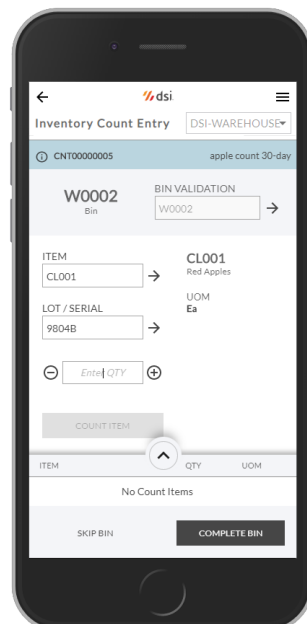 dsi
Inventory Count Entry
DSI-WAREHOUSE
CNT00000005 apple count 30-day
W0002
Bin
BIN VALIDATION
W0002
ITEM
CL001
CL001
Red Apples
LOT / SERIAL
9804B
UOM
Ea
Enter QTY
COUNT ITEM
ITEM QTY UOM
No Count Items
SKIP BIN COMPLETE BIN